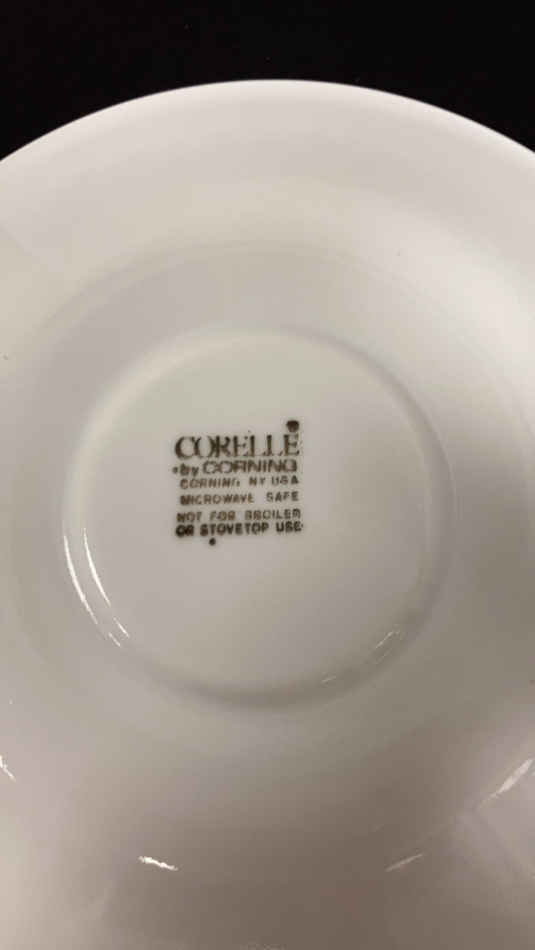 CORELLE
by CORNING
CORNING NY USA
MICROWAVE SAFE
NOT FOR BROILER
OR STOVETOP USE